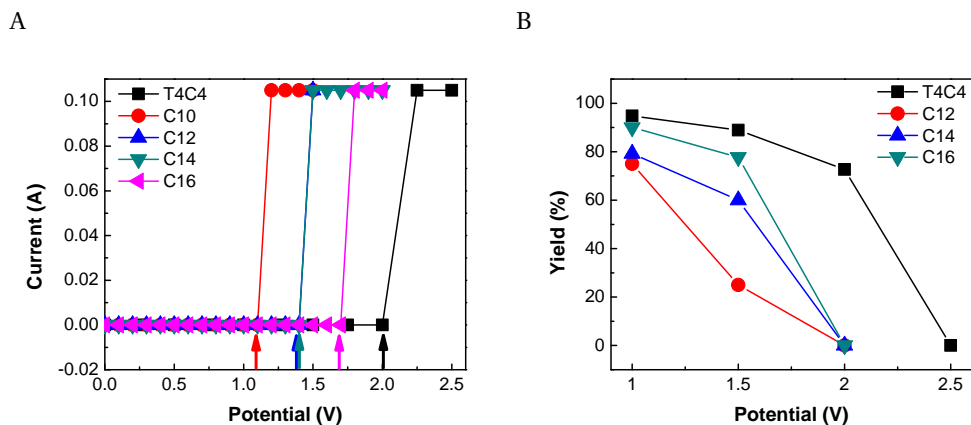 A
B
T4C4
C10
C12
C14
C16
Current (A)
0.10
0.08
0.06
0.04
0.02
0.00
-0.02
0.0 0.5 1.0 1.5 2.0 2.5
Potential (V)
T4C4
C12
C14
C16
Yield (%)
100
80
60
40
20
0
1 1.5 2 2.5
Potential (V)